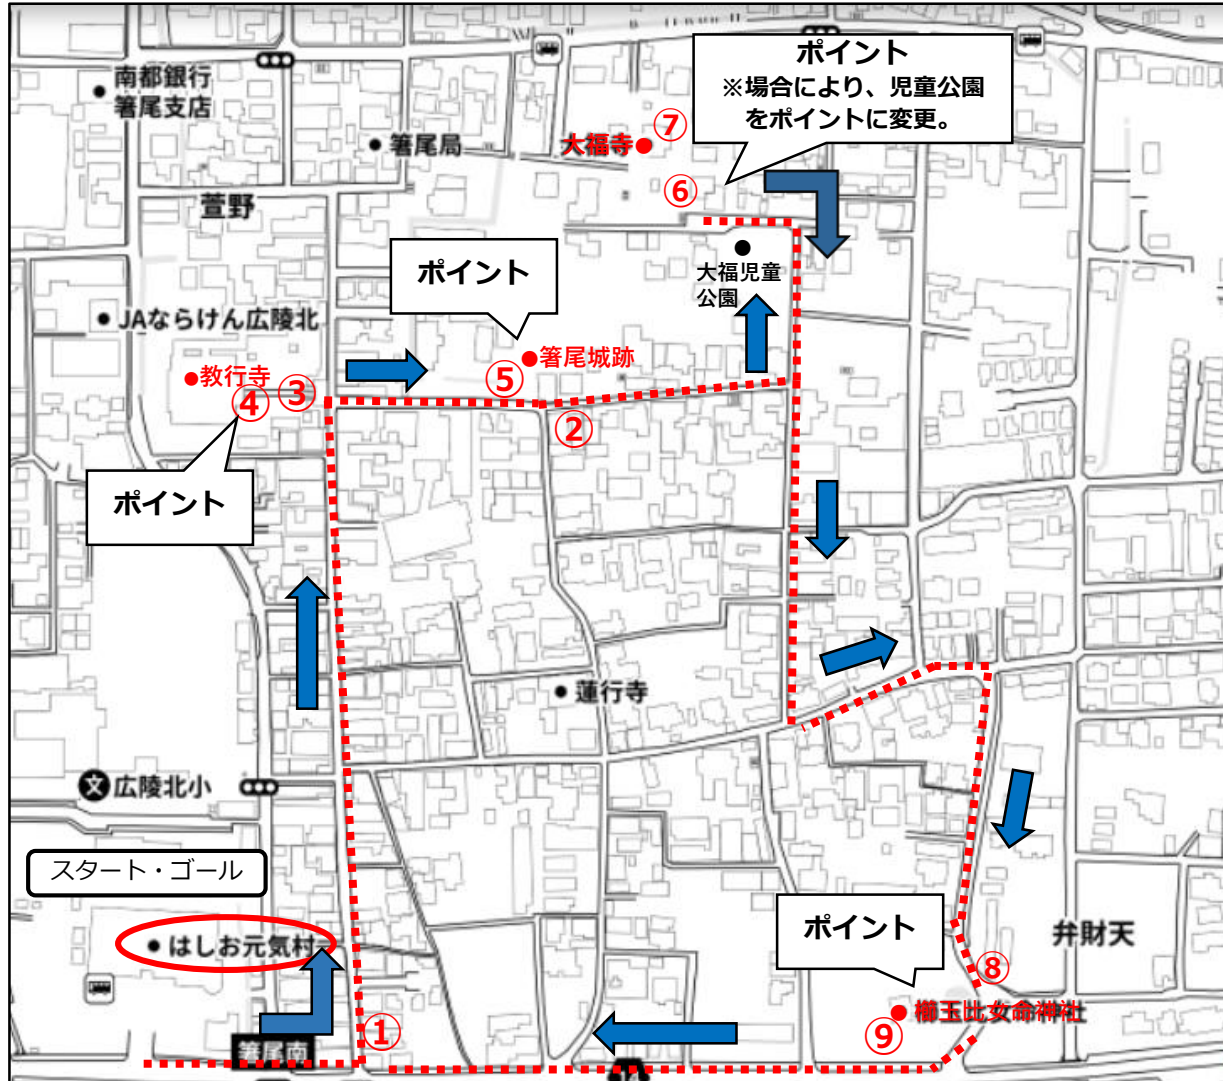 ポイント
※場合により、児童公園
をポイントに変更。
南都銀行
箸尾支店
箸尾局
大福寺
⑦
⑥
萱野
ポイント
大福児童
公園
JAならけん広陵北
箸尾城跡
教行寺
③
④
⑤
②
ポイント
蓮行寺
文
広陵北小
スタート・ゴール
ポイント
はしお元気村
弁財天
⑧
櫛玉比女命神社
①
⑨
箸尾南